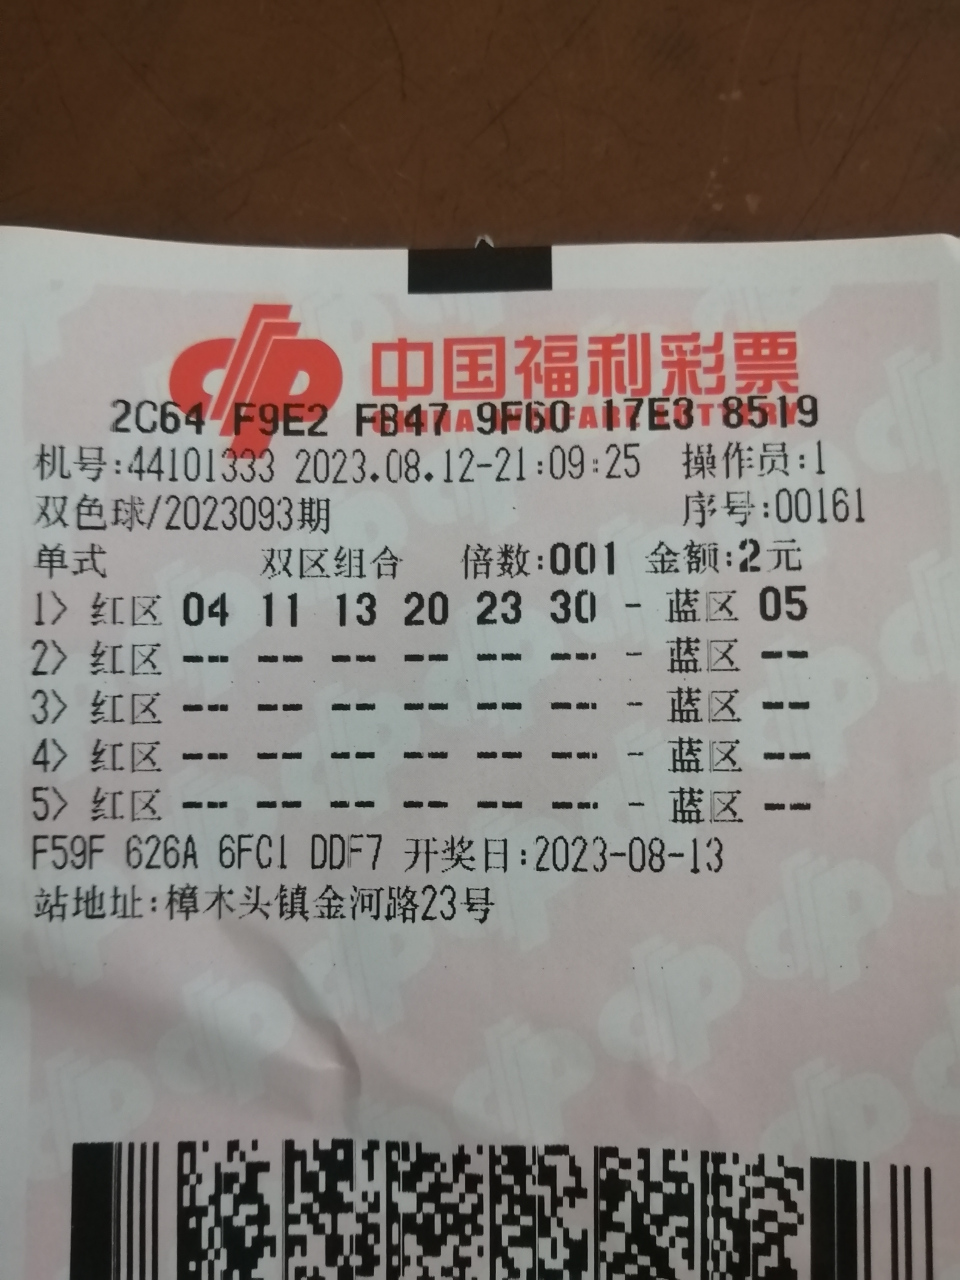 中国福利彩票
CHINA WELFARE LOTTERY
2C64 F9E2 FB47 9F60 17E3 8519
机号:44101333 2023.08.12-21:09:25 操作员:1
双色球/2023093期 序号:00161
单式 双区组合 倍数:001 金额:2元
1> 红区 04 11 13 20 23 30 - 蓝区 05
2> 红区 -- -- -- -- -- -- - 蓝区 --
3> 红区 -- -- -- -- -- -- - 蓝区 --
4> 红区 -- -- -- -- -- -- - 蓝区 --
5> 红区 -- -- -- -- -- -- - 蓝区 --
F59F 626A 6FC1 DDF7 开奖日:2023-08-13
站地址:樟木头镇金河路23号